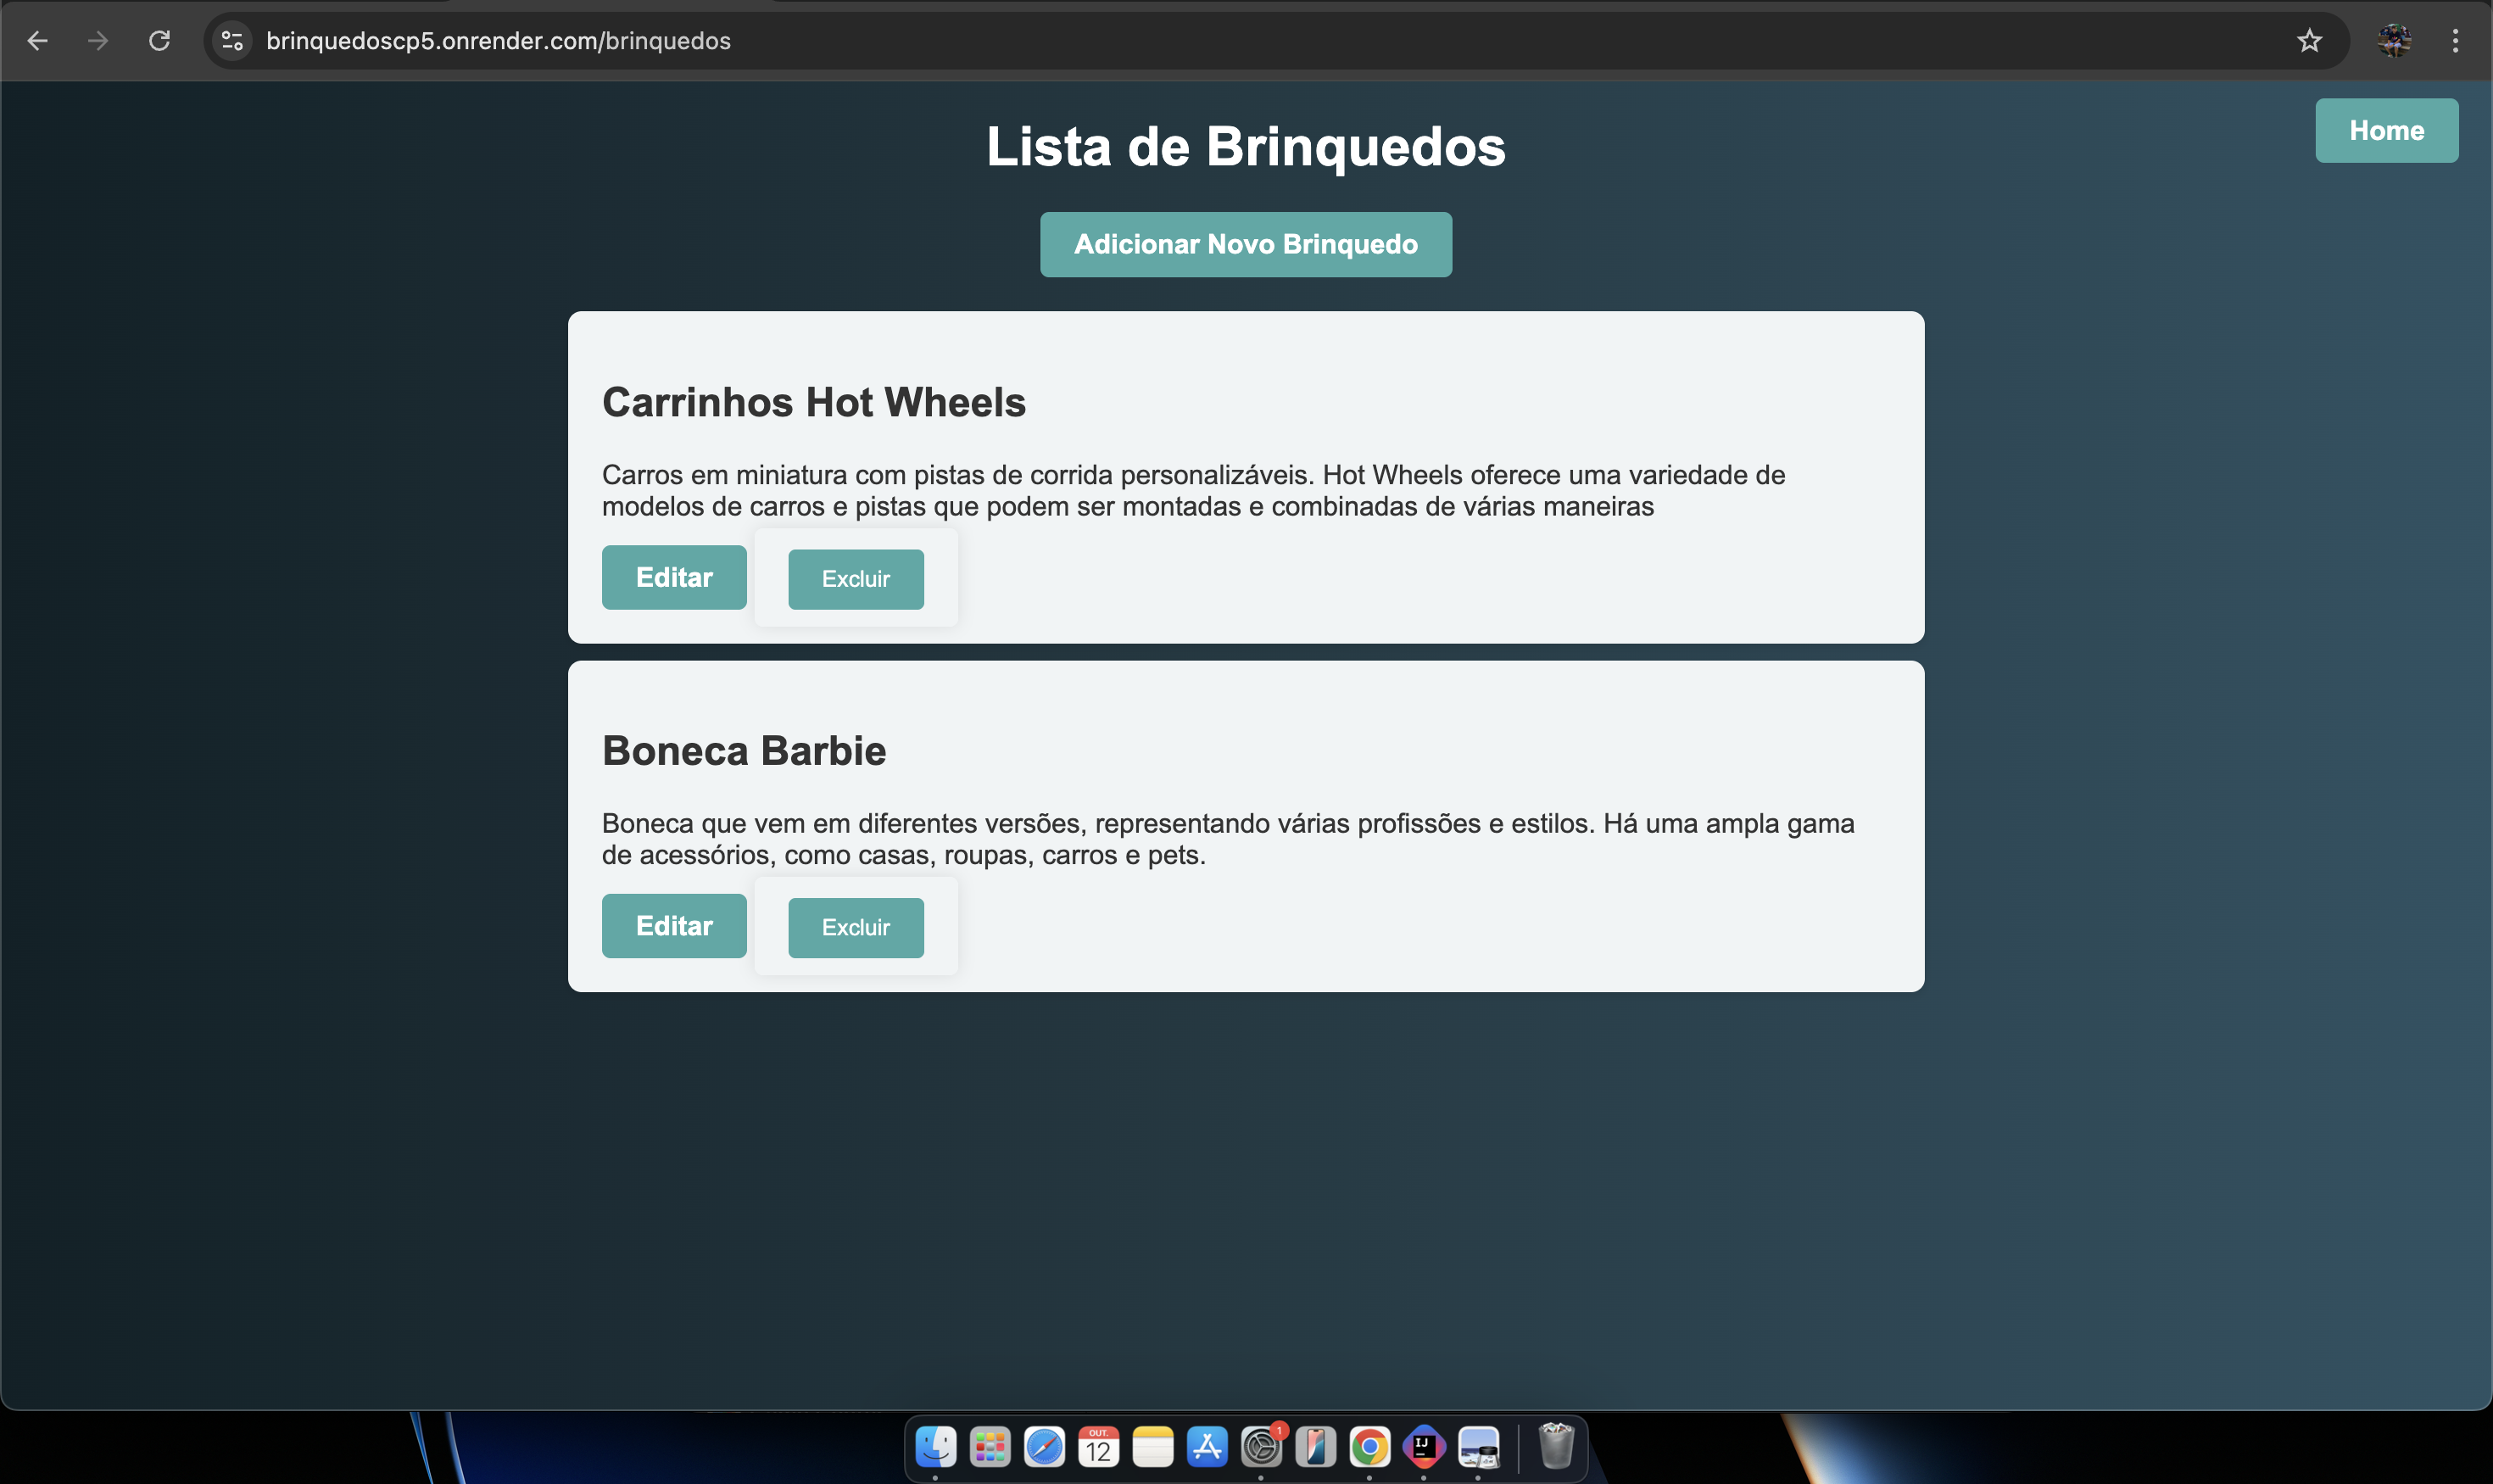 brinquedoscp5.onrender.com/brinquedos
Home
Lista de Brinquedos
Adicionar Novo Brinquedo
Carrinhos Hot Wheels
Carros em miniatura com pistas de corrida personalizáveis. Hot Wheels oferece uma variedade de
modelos de carros e pistas que podem ser montadas e combinadas de várias maneiras
Editar
Excluir
Boneca Barbie
Boneca que vem em diferentes versões, representando várias profissões e estilos. Há uma ampla gama
de acessórios, como casas, roupas, carros e pets.
Editar
Excluir
OUT.
12
1
IJ